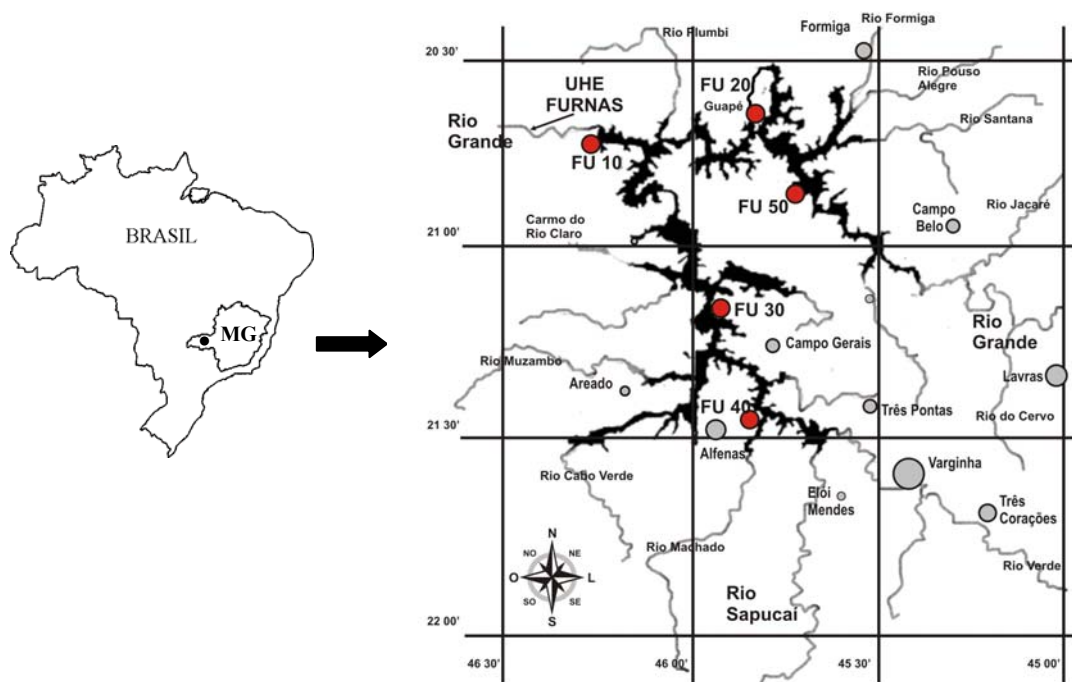 BRASIL
MG
Rio Formiga
Formiga
Rio Piumbi
20 30'
UHE
FURNAS
FU 20
Guapé
Rio Pouso
Alegre
Rio
Grande
Rio Santana
FU 10
FU 50
Campo
Belo
Rio Jacaré
Carmo do
Rio Claro
21 00'
FU 30
Campo Gerais
Rio
Grande
Rio Muzambo
Areado
Lavras
FU 40
Três Pontas
Rio do Cervo
21 30'
Alfenas
Varginha
Rio Cabo Verde
Elói
Mendes
Três
Corações
N
NO
NE
O
L
SO
SE
S
Rio Machado
Rio Verde
Rio
Sapucaí
22 00'
46 30'
46 00'
45 30'
45 00'